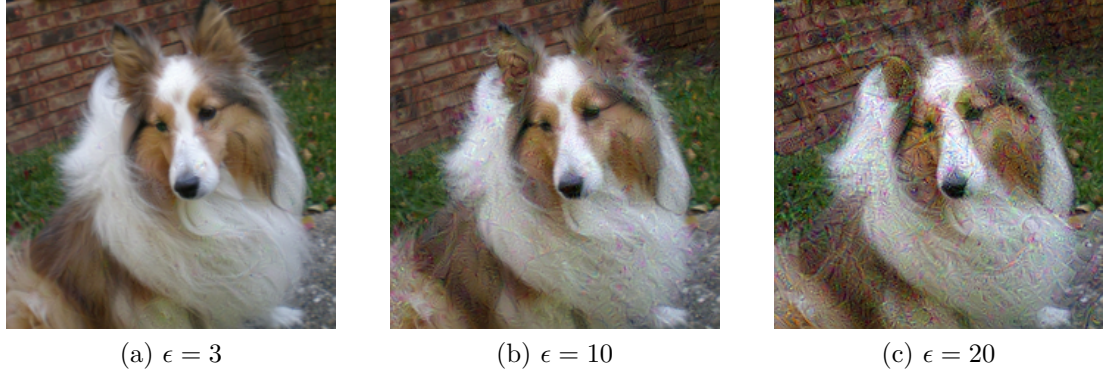 (a) ϵ = 3
(b) ϵ = 10
(c) ϵ = 20